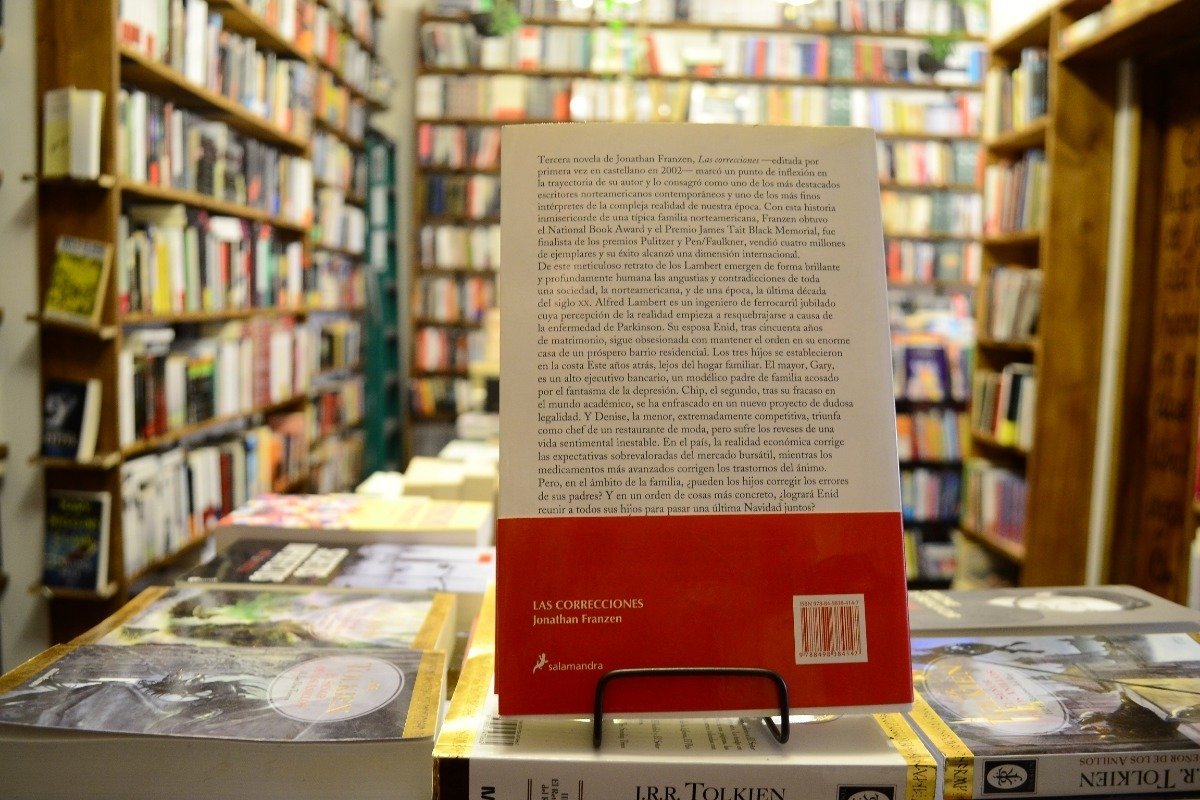 Tercera novela de Jonathan Franzen, Las correcciones —editada por
primera vez en castellano en 2002— marcó un punto de inflexión en
la trayectoria de su autor y lo consagró como uno de los más destacados
escritores norteamericanos contemporáneos y uno de los más finos
intérpretes de la compleja realidad de nuestra época. Con esta historia
inmisericorde de una típica familia norteamericana, Franzen obtuvo
el National Book Award y el Premio James Tait Black Memorial, fue
finalista de los premios Pulitzer y Pen/Faulkner, vendió cuatro millones
de ejemplares y su éxito alcanzó una dimensión internacional.
De este meticuloso retrato de los Lambert emergen de forma brillante
y profundamente humana las angustias y contradicciones de toda
una sociedad, la norteamericana, y de una época, la última década
del siglo XX. Alfred Lambert es un ingeniero de ferrocarril jubilado
cuya percepción de la realidad empieza a resquebrajarse a causa de
la enfermedad de Parkinson. Su esposa Enid, tras cincuenta años
de matrimonio, sigue obsesionada con mantener el orden en su enorme
casa de un próspero barrio residencial. Los tres hijos se establecieron
en la costa Este años atrás, lejos del hogar familiar. El mayor, Gary,
es un alto ejecutivo bancario, un modélico padre de familia acosado
por el fantasma de la depresión. Chip, el segundo, tras su fracaso en
el mundo académico, se ha enfrascado en un nuevo proyecto de dudosa
legalidad. Y Denise, la menor, extremadamente competitiva, triunfa
como chef de un restaurante de moda, pero sufre los reveses de una
vida sentimental inestable. En el país, la realidad económica corrige
las expectativas sobrevaloradas del mercado bursátil, mientras los
medicamentos más avanzados corrigen los trastornos del ánimo.
Pero, en el ámbito de la familia, ¿pueden los hijos corregir los errores
de sus padres? Y en un orden de cosas más concreto, ¿logrará Enid
reunir a todos sus hijos para pasar una última Navidad juntos?
LAS CORRECCIONES
Jonathan Franzen
salamandra
ISBN 978-84-9838-414-7
9 788498 384147
J.R.R. TOLKIEN
TOLKIEN
SEÑOR DE LOS ANILLOS